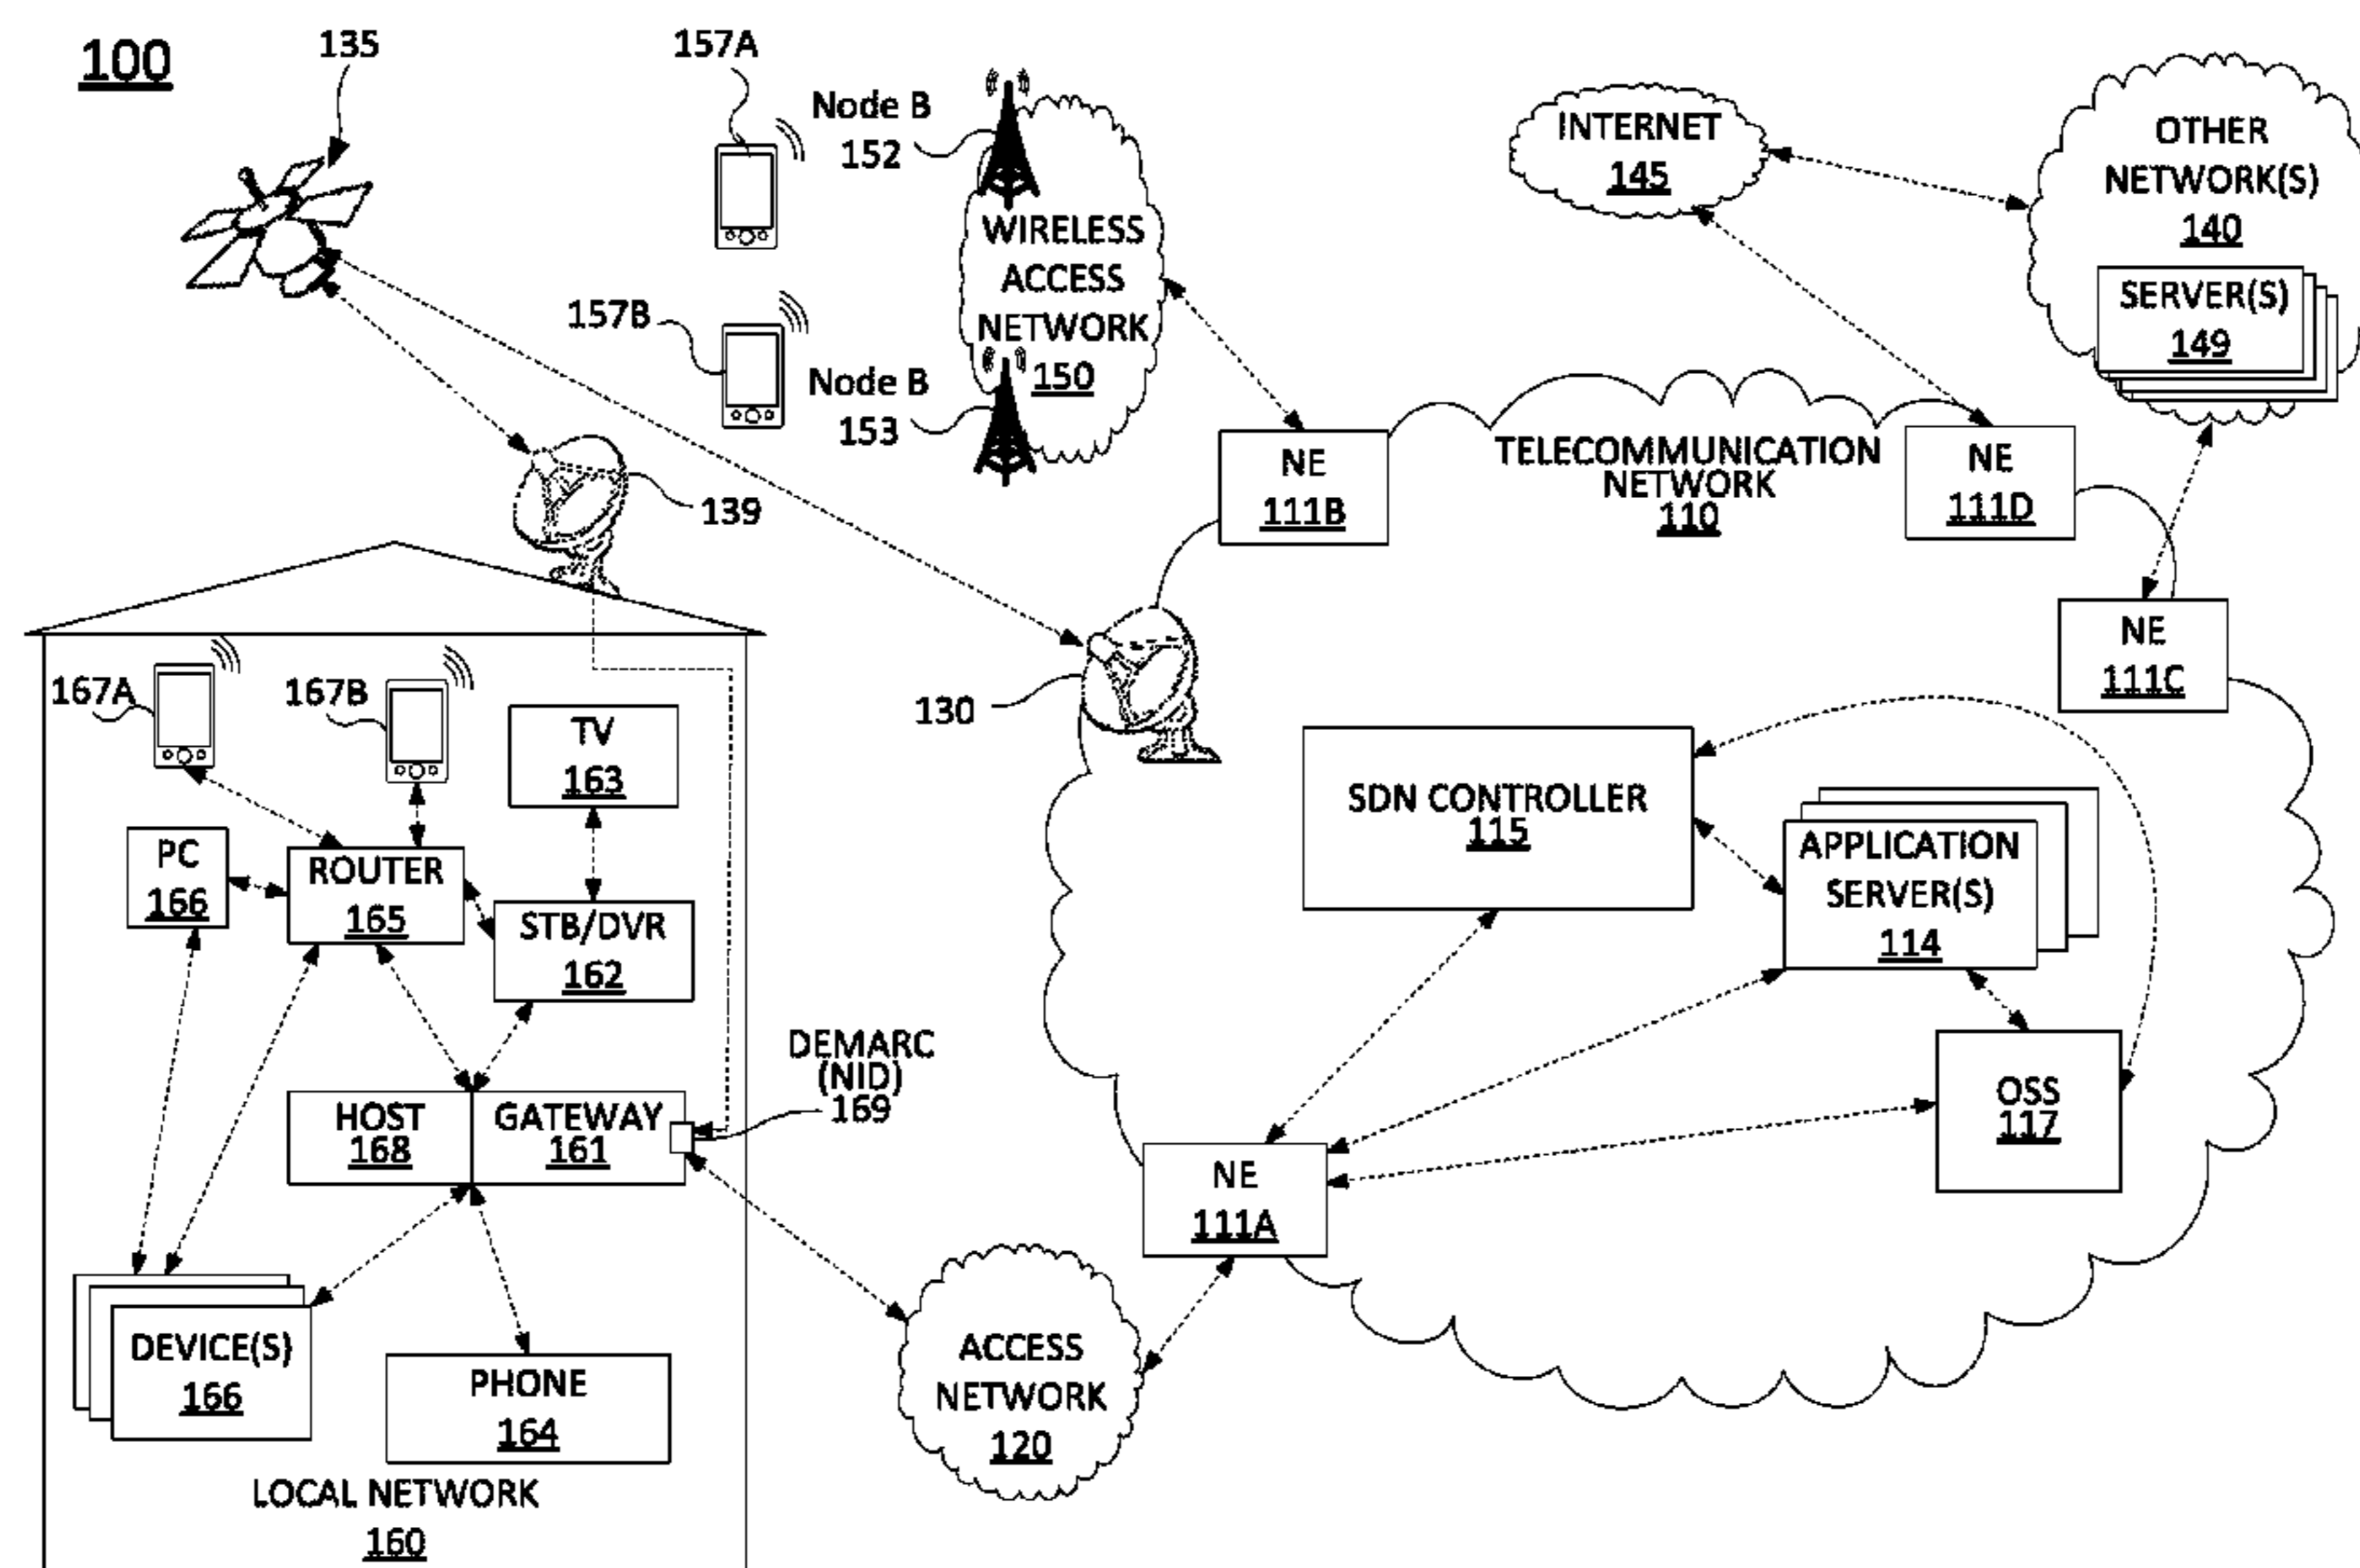 100
135
157A
Node B
152
157B
Node B
153
WIRELESS
ACCESS
NETWORK
150
INTERNET
145
OTHER
NETWORK(S)
140
SERVER(S)
149
139
NE
111B
TELECOMMUNICATION
NETWORK
110
NE
111D
NE
111C
130
167A
167B
TV
163
PC
166
ROUTER
165
STB/DVR
162
SDN CONTROLLER
115
APPLICATION
SERVER(S)
114
OSS
117
DEMARC
(NID)
169
HOST
168
GATEWAY
161
NE
111A
DEVICE(S)
166
PHONE
164
ACCESS
NETWORK
120
LOCAL NETWORK
160